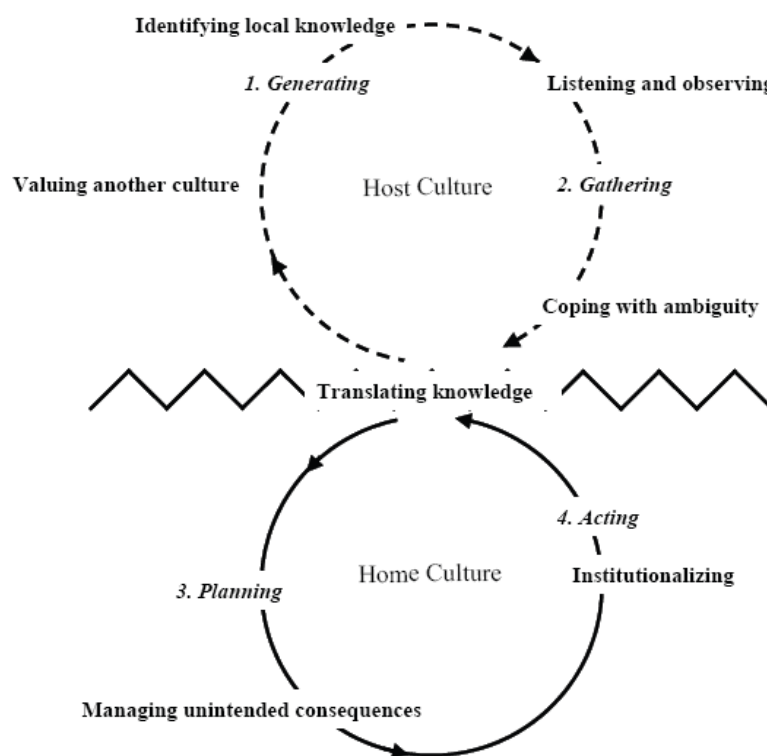 Identifying local knowledge
1. Generating
Listening and observing
Valuing another culture
Host Culture
2. Gathering
Coping with ambiguity
Translating knowledge
4. Acting
Home Culture
Institutionalizing
3. Planning
Managing unintended consequences